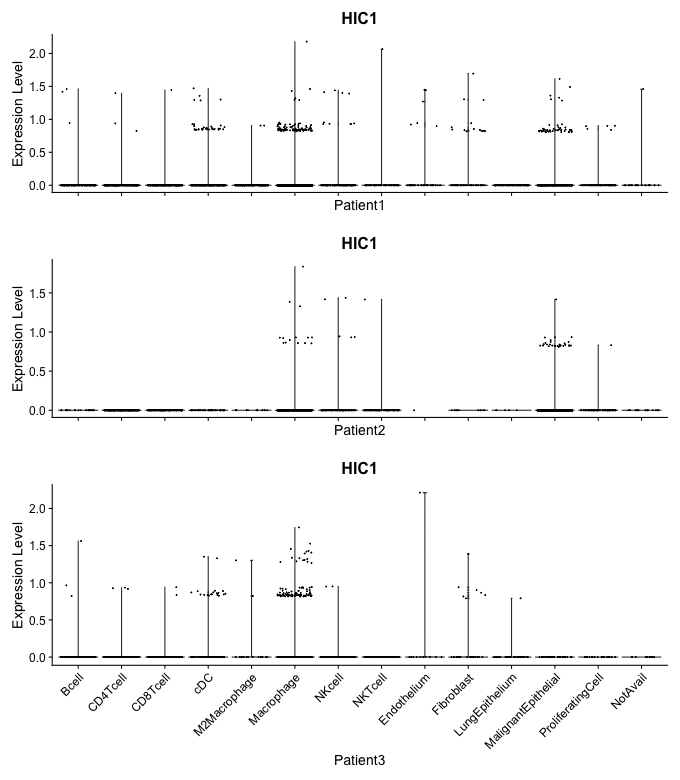 HIC1
Expression Level
2.0
1.5
1.0
0.5
0.0
Patient1
HIC1
Expression Level
1.5
1.0
0.5
0.0
Patient2
HIC1
Expression Level
2.0
1.5
1.0
0.5
0.0
Bcell
CD4Tcell
CD8Tcell
cDC
M2Macrophage
Macrophage
NKcell
NKTcell
Endothelium
Fibroblast
LungEpithelium
MalignantEpithelial
ProliferatingCell
NotAvail
Patient3